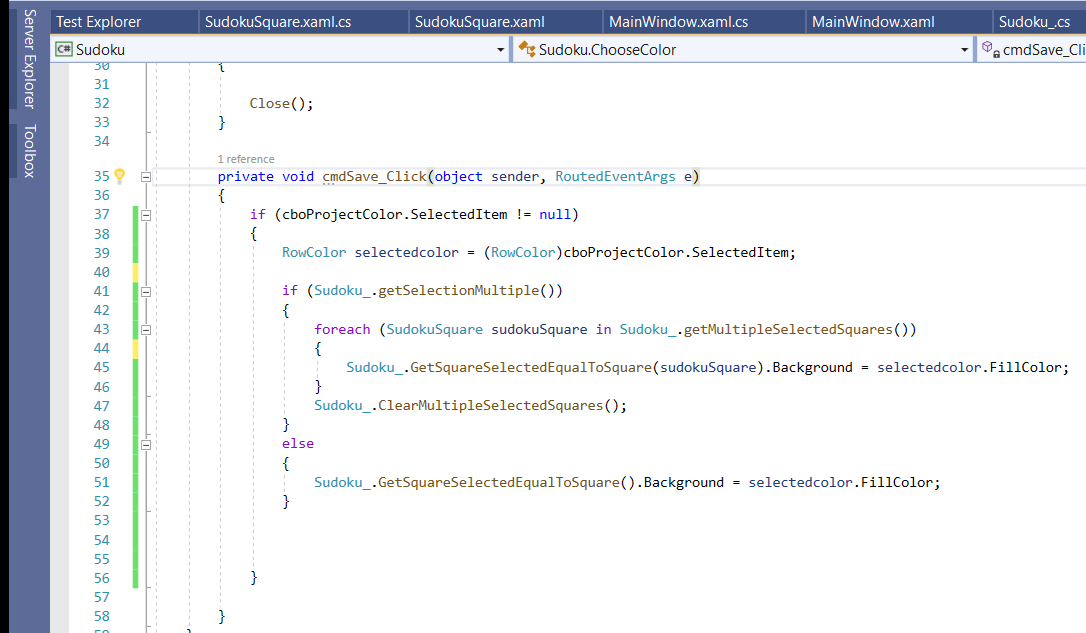 Server Explorer
Toolbox
Test Explorer SudokuSquare.xaml.cs SudokuSquare.xaml MainWindow.xaml.cs MainWindow.xaml Sudoku_.cs
C# Sudoku Sudoku.ChooseColor cmdSave_Cli
30 {
31
32 Close();
33 }
34
1 reference
35 private void cmdSave_Click(object sender, RoutedEventArgs e)
36 {
37 if (cboProjectColor.SelectedItem != null)
38 {
39 RowColor selectedcolor = (RowColor)cboProjectColor.SelectedItem;
40
41 if (Sudoku_.getSelectionMultiple())
42 {
43 foreach (SudokuSquare sudokuSquare in Sudoku_.getMultipleSelectedSquares())
44 {
45 Sudoku_.GetSquareSelectedEqualToSquare(sudokuSquare).Background = selectedcolor.FillColor;
46 }
47 Sudoku_.ClearMultipleSelectedSquares();
48 }
49 else
50 {
51 Sudoku_.GetSquareSelectedEqualToSquare().Background = selectedcolor.FillColor;
52 }
53
54
55
56 }
57
58 }